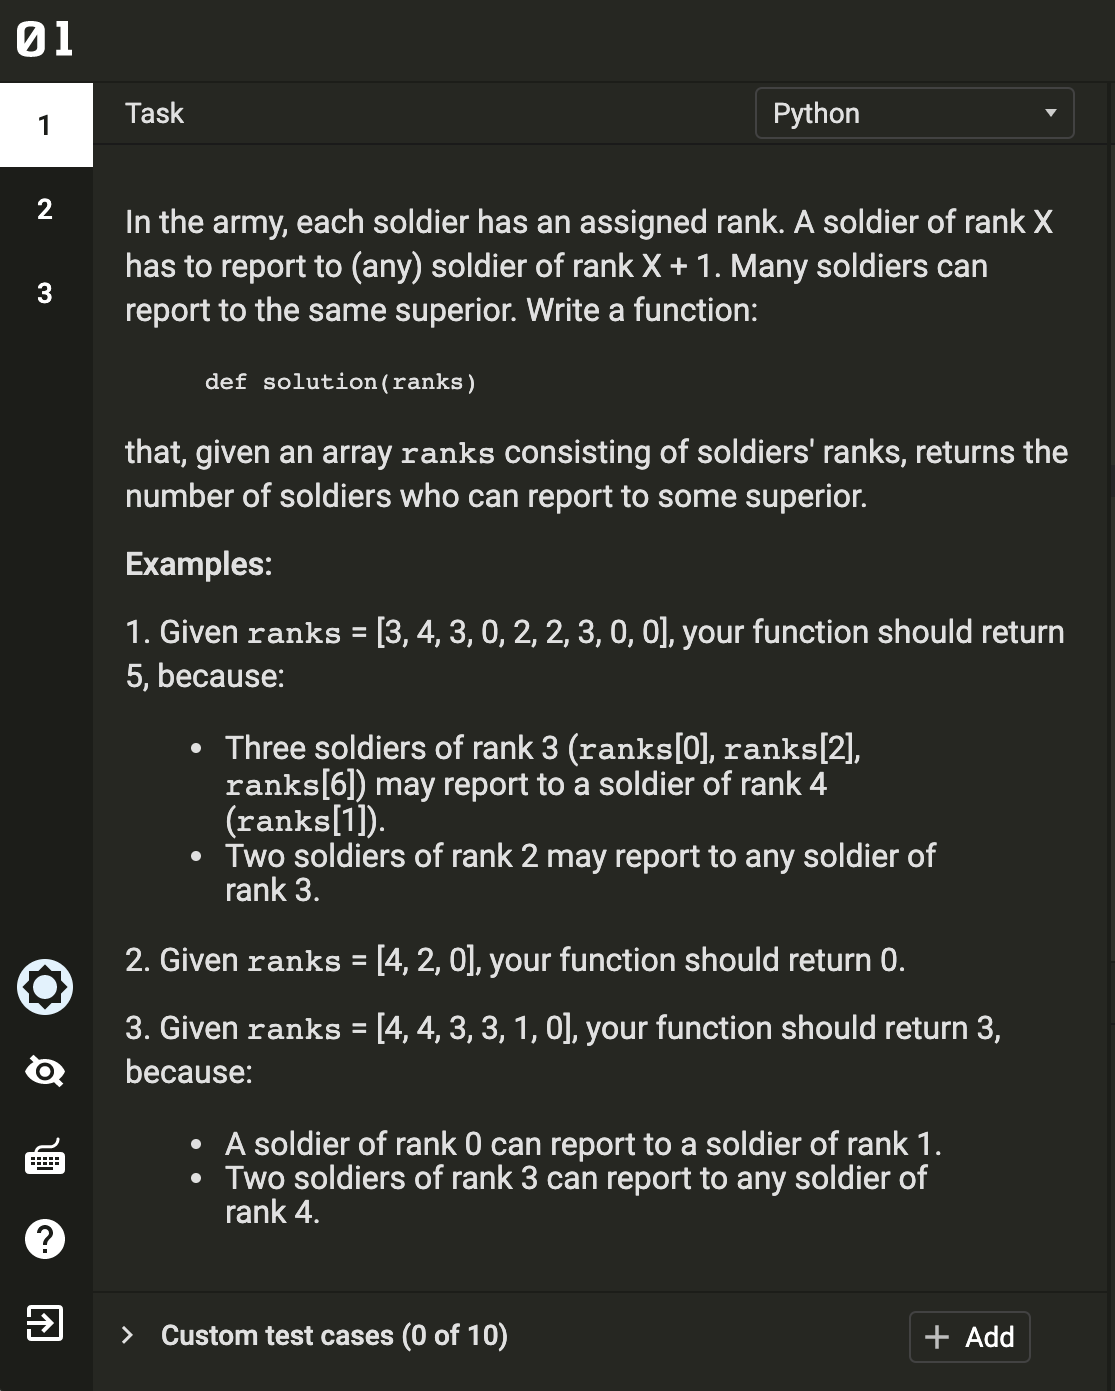 01
1
Task
Python
2
In the army, each soldier has an assigned rank. A soldier of rank X
has to report to (any) soldier of rank X + 1. Many soldiers can
3
report to the same superior. Write a function:
def solution(ranks)
that, given an array ranks consisting of soldiers' ranks, returns the
number of soldiers who can report to some superior.
Examples:
1. Given ranks = [3, 4, 3, 0, 2, 2, 3, 0, 0], your function should return
5, because:
• Three soldiers of rank 3 (ranks[0], ranks[2],
ranks[6]) may report to a soldier of rank 4
(ranks[1]).
• Two soldiers of rank 2 may report to any soldier of
rank 3.
2. Given ranks = [4, 2, 0], your function should return 0.
3. Given ranks = [4, 4, 3, 3, 1, 0], your function should return 3,
because:
• A soldier of rank 0 can report to a soldier of rank 1.
• Two soldiers of rank 3 can report to any soldier of
rank 4.
?
Custom test cases (0 of 10)
+ Add